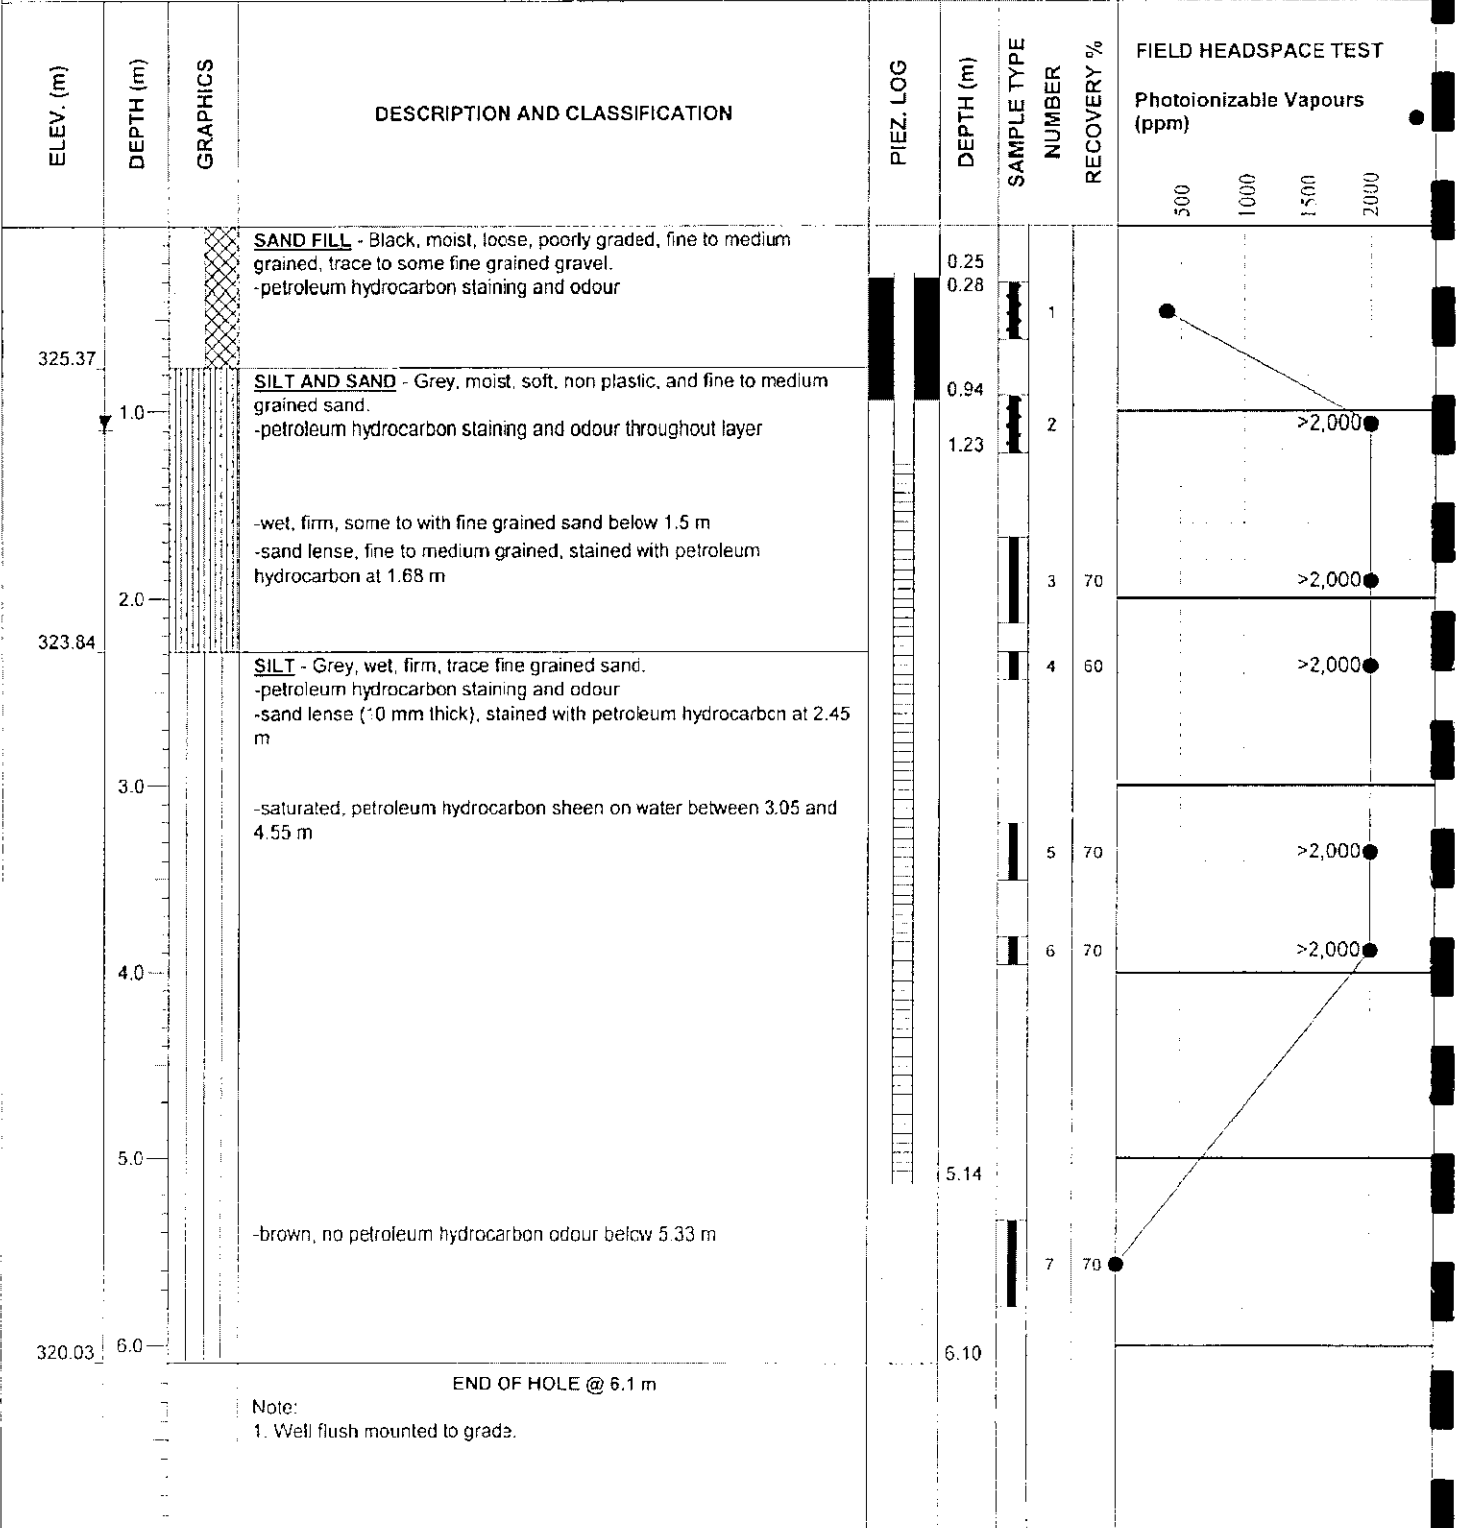 ELEV. (m)
DEPTH (m)
GRAPHICS
DESCRIPTION AND CLASSIFICATION
PIEZ. LOG
DEPTH (m)
SAMPLE TYPE
NUMBER
RECOVERY %
FIELD HEADSPACE TEST
Photoionizable Vapours
(ppm)
500
1000
1500
2000
SAND FILL - Black, moist, loose, poorly graded, fine to medium
grained, trace to some fine grained gravel.
-petroleum hydrocarbon staining and odour
0.25
0.28
1
325.37
SILT AND SAND - Grey, moist, soft, non plastic, and fine to medium
grained sand.
-petroleum hydrocarbon staining and odour throughout layer
0.94
1.0
1.23
2
>2,000
-wet, firm, some to with fine grained sand below 1.5 m
-sand lense, fine to medium grained, stained with petroleum
hydrocarbon at 1.68 m
3
70
>2,000
2.0
323.84
SILT - Grey, wet, firm, trace fine grained sand.
-petroleum hydrocarbon staining and odour
-sand lense (10 mm thick), stained with petroleum hydrocarbon at 2.45
m
4
60
>2,000
3.0
-saturated, petroleum hydrocarbon sheen on water between 3.05 and
4.55 m
5
70
>2,000
6
70
>2,000
4.0
5.0
5.14
-brown, no petroleum hydrocarbon odour below 5.33 m
7
70
320.03
6.0
6.10
END OF HOLE @ 6.1 m
Note:
1. Well flush mounted to grade.